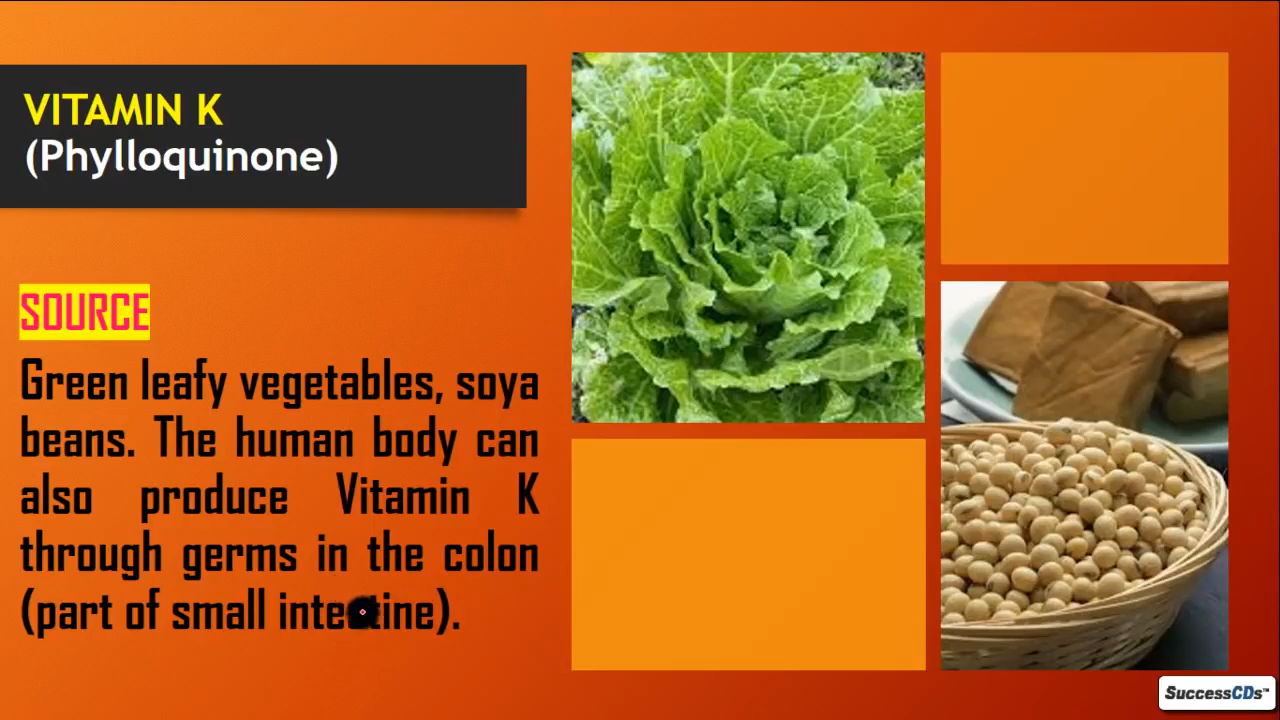 VITAMIN K
(Phylloquinone)
SOURCE
Green leafy vegetables, soya
beans. The human body can
also produce Vitamin K
through germs in the colon
(part of small intestine).
SuccessCDs™